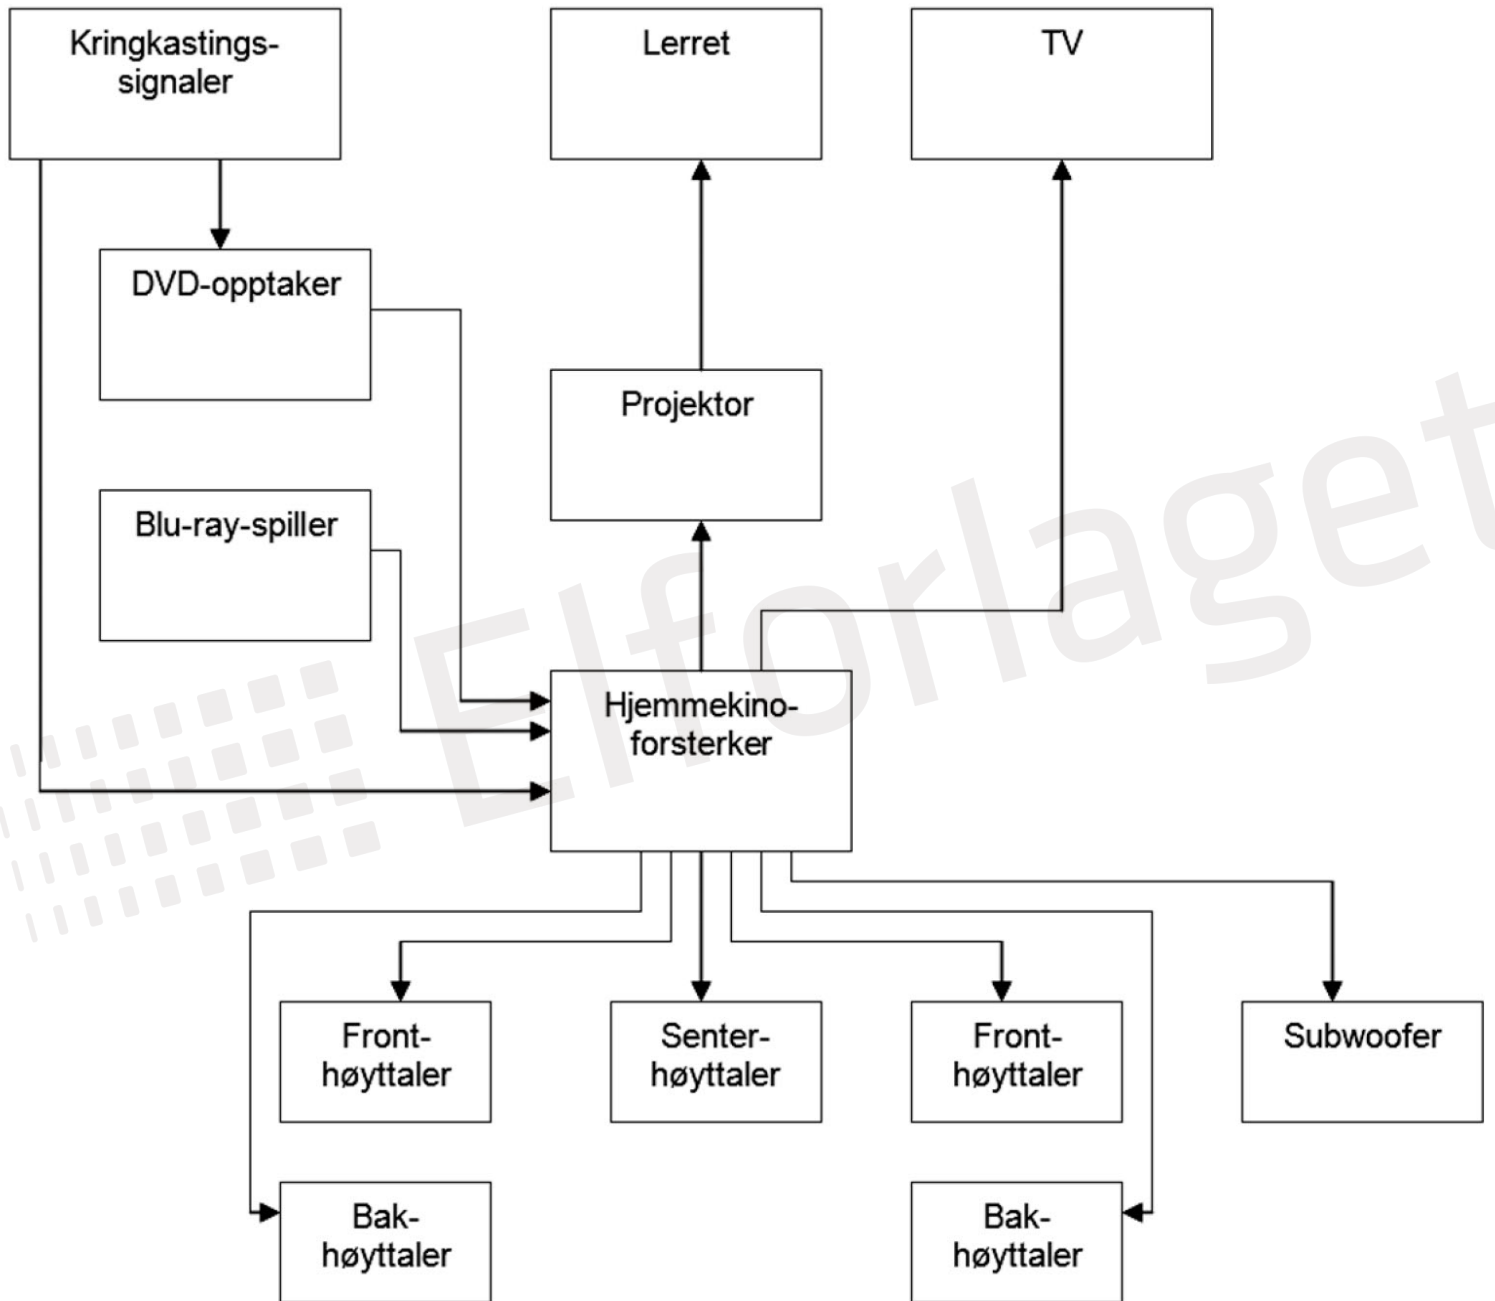 Kringkastings-
signaler
Lerret
TV
DVD-opptaker
Projektor
Blu-ray-spiller
Hjemmekino-
forsterker
Front-
høyttaler
Senter-
høyttaler
Front-
høyttaler
Subwoofer
Bak-
høyttaler
Bak-
høyttaler
Elforlaget